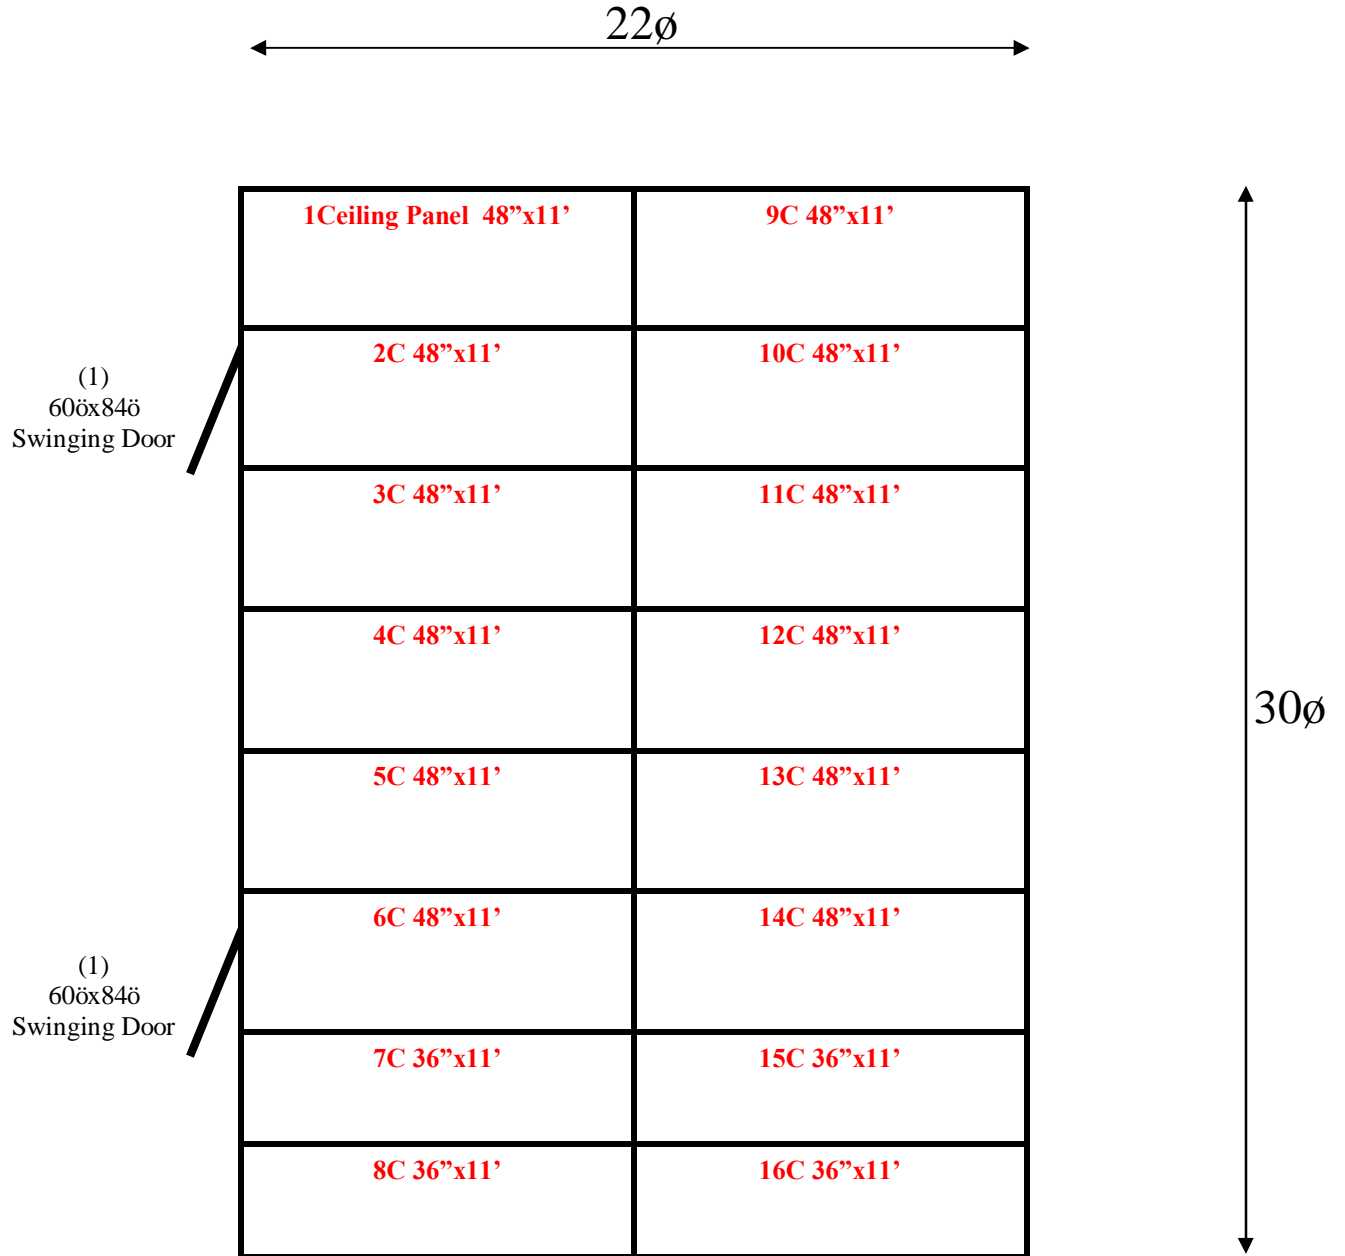 22ø
1Ceiling Panel  48”x11’
9C 48”x11’
2C 48”x11’
10C 48”x11’
(1)
60öx84ö
Swinging Door
3C 48”x11’
11C 48”x11’
4C 48”x11’
12C 48”x11’
30ø
5C 48”x11’
13C 48”x11’
6C 48”x11’
14C 48”x11’
(1)
60öx84ö
Swinging Door
7C 36”x11’
15C 36”x11’
8C 36”x11’
16C 36”x11’